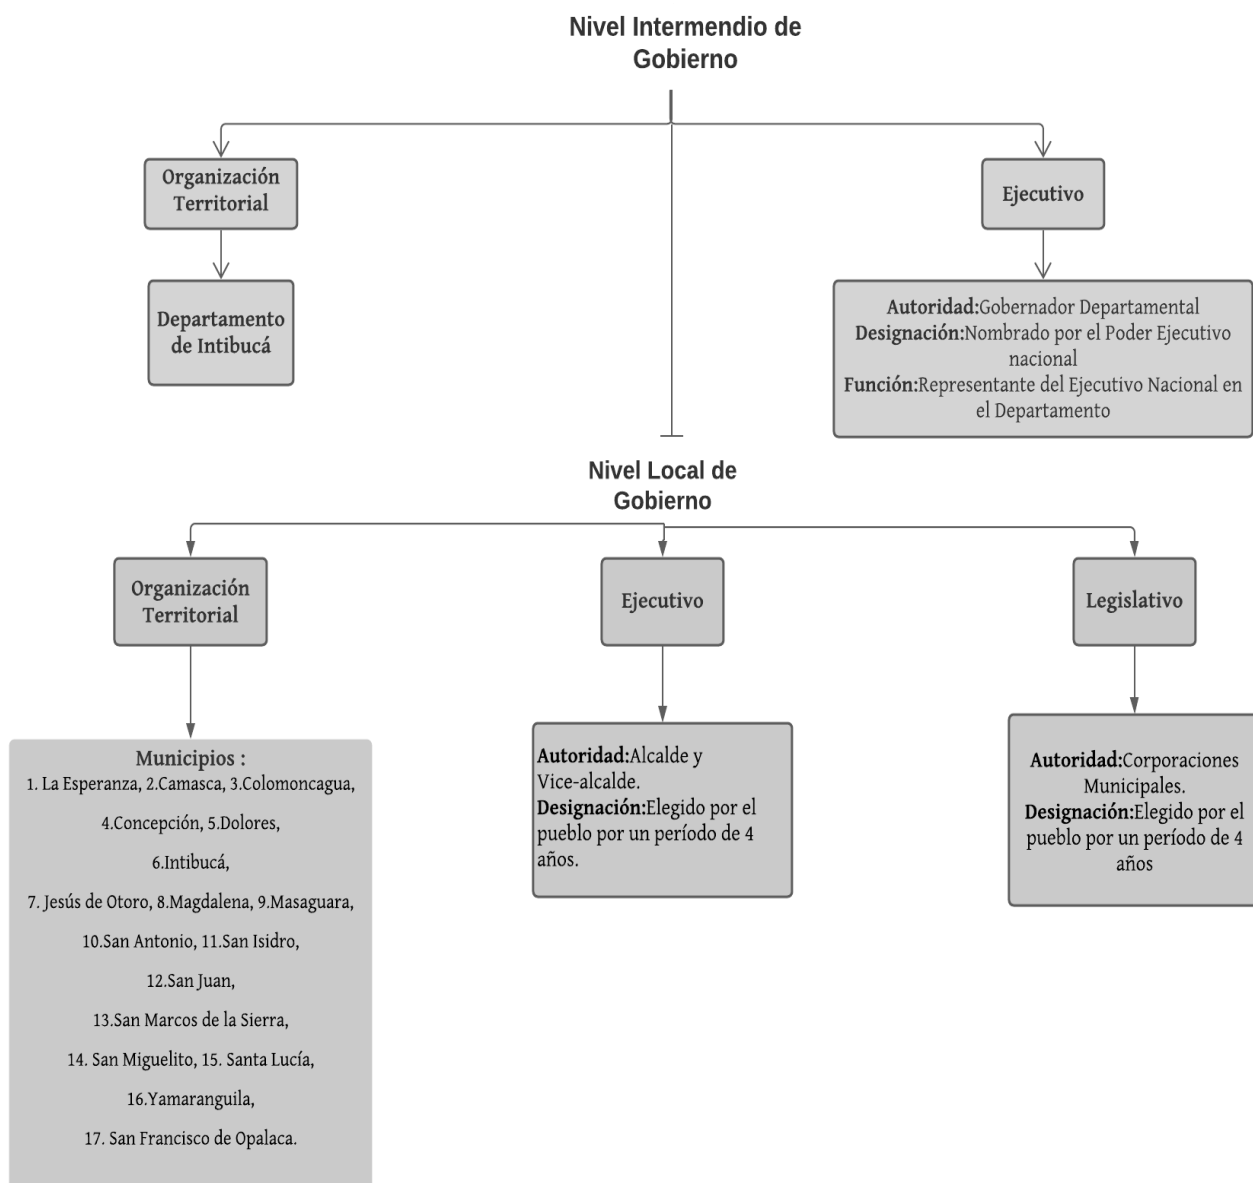 Nivel Intermendio de
Gobierno
Organización
Territorial
Ejecutivo
Departamento
de Intibucá
Autoridad:Gobernador Departamental
Designación:Nombrado por el Poder Ejecutivo
nacional
Función:Representante del Ejecutivo Nacional en
el Departamento
Nivel Local de
Gobierno
Organización
Territorial
Ejecutivo
Legislativo
Municipios :
1. La Esperanza, 2.Camasca, 3.Colomoncagua,
4.Concepción, 5.Dolores,
6.Intibucá,
7. Jesús de Otoro, 8.Magdalena, 9.Masaguara,
10.San Antonio, 11.San Isidro,
12.San Juan,
13.San Marcos de la Sierra,
14. San Miguelito, 15. Santa Lucía,
16.Yamaranguila,
17. San Francisco de Opalaca.
Autoridad:Alcalde y
Vice-alcalde.
Designación:Elegido por el
pueblo por un período de 4
años.
Autoridad:Corporaciones
Municipales.
Designación:Elegido por el
pueblo por un período de 4
años